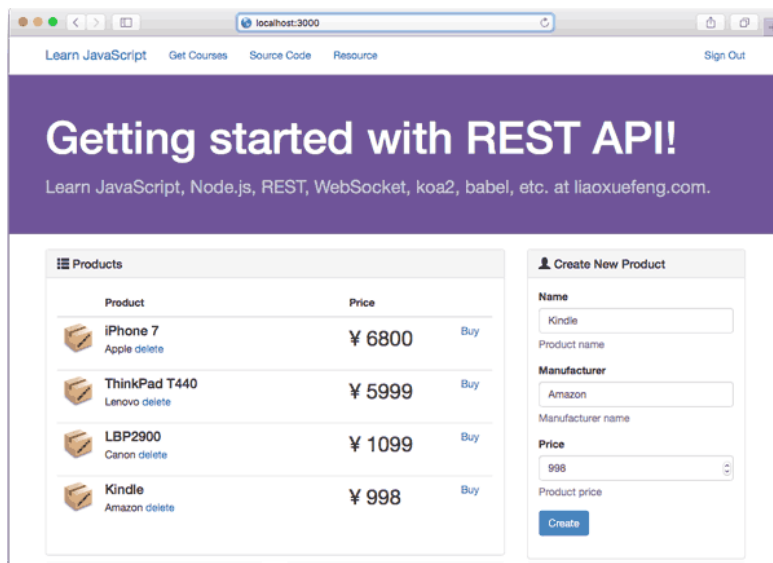 localhost:3000
Learn JavaScript Get Courses Source Code Resource Sign Out
Getting started with REST API!
Learn JavaScript, Node.js, REST, WebSocket, koa2, babel, etc. at liaoxuefeng.com.
Products
Product Price
iPhone 7 ¥ 6800 Buy
Apple delete
ThinkPad T440 ¥ 5999 Buy
Lenovo delete
LBP2900 ¥ 1099 Buy
Canon delete
Kindle ¥ 998 Buy
Amazon delete
Create New Product
Name
Kindle
Product name
Manufacturer
Amazon
Manufacturer name
Price
998
Product price
Create